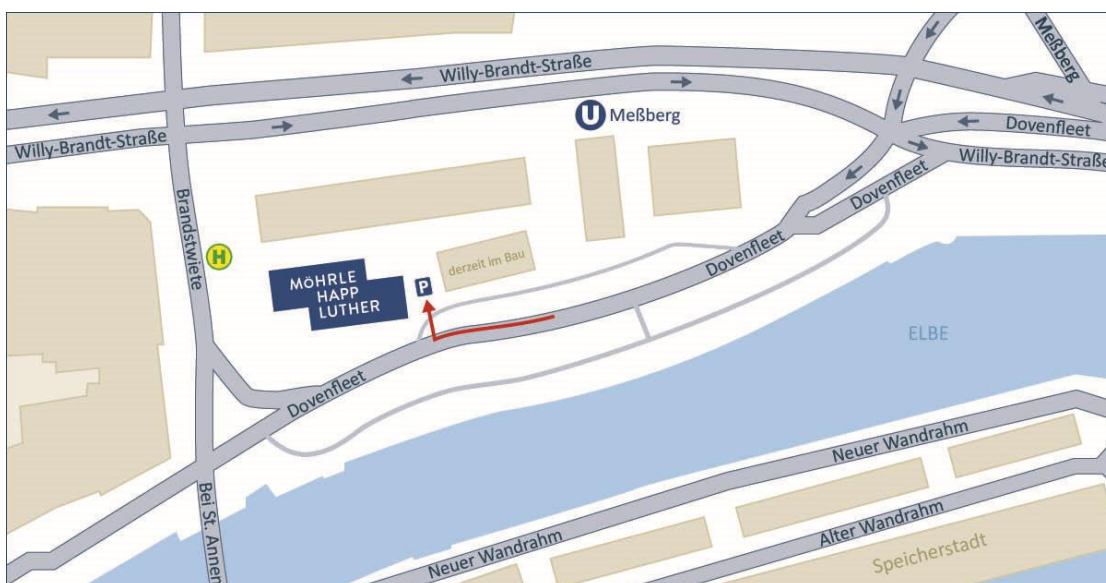 Willy-Brandt-Straße
Meßberg
U Meßberg
Dovenfleet
Willy-Brandt-Straße
Willy-Brandt-Straße
Brandstwiete
H
derzeit im Bau
Dovenfleet
Dovenfleet
MÖHRLE
HAPP
LUTHER
P
ELBE
Dovenfleet
Neuer Wandrahm
Bei St. Annen
Alter Wandrahm
Neuer Wandrahm
Speicherstadt